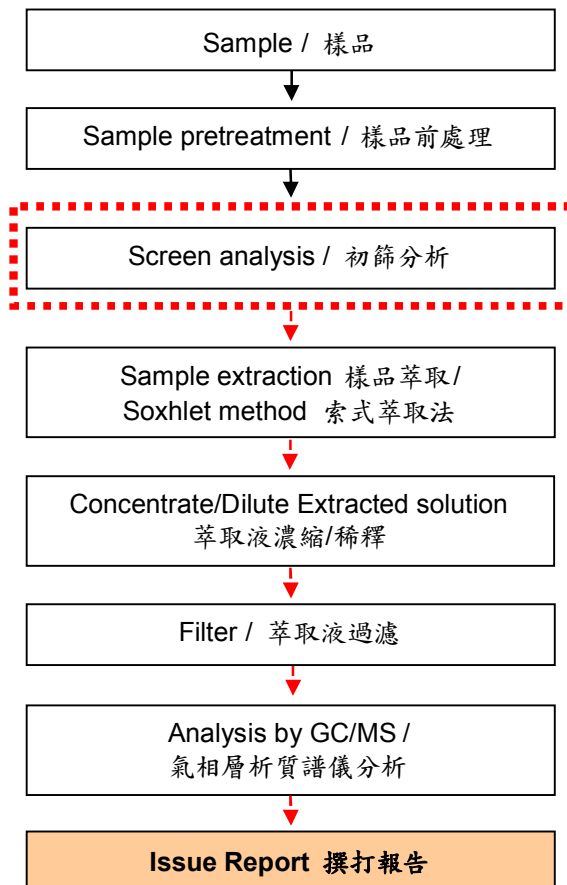 Sample / 樣品
Sample pretreatment / 樣品前處理
Screen analysis / 初篩分析
Sample extraction 樣品萃取/
Soxhlet method 索式萃取法
Concentrate/Dilute Extracted solution
萃取液濃縮/稀釋
Filter / 萃取液過濾
Analysis by GC/MS /
氣相層析質譜儀分析
Issue Report 撰打報告